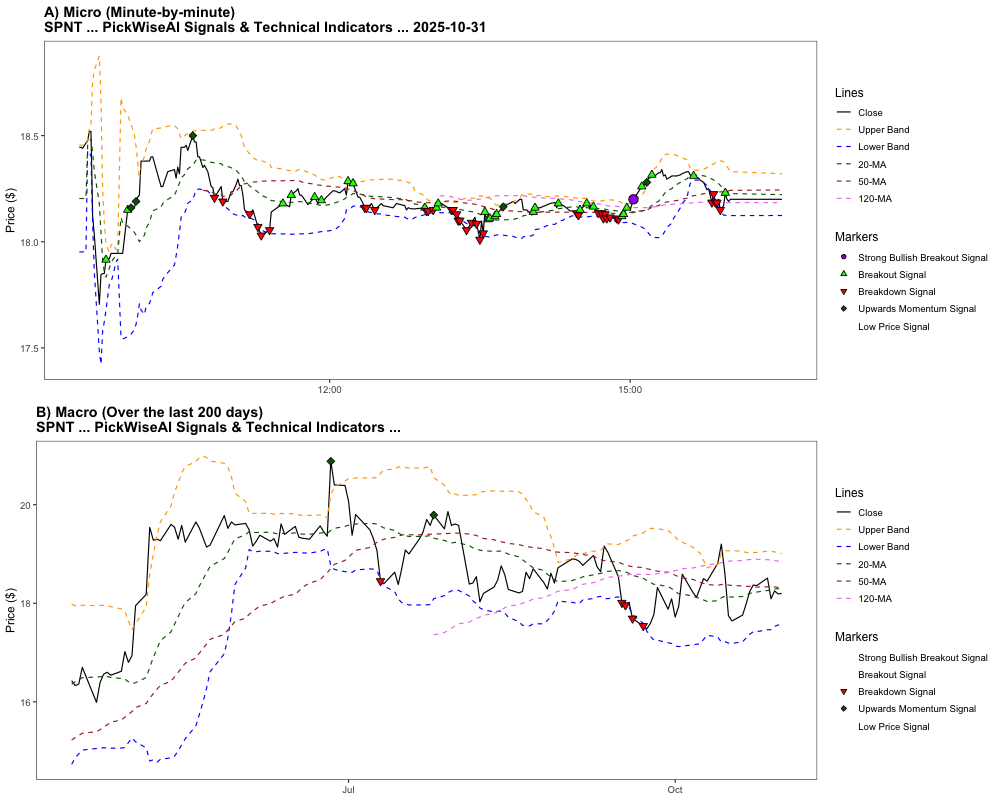 A) Micro (Minute-by-minute)
SPNT ... PickWiseAI Signals & Technical Indicators ... 2025-10-31
Price ($)
18.5
18.0
17.5
12:00
15:00
Lines
Close
Upper Band
Lower Band
20-MA
50-MA
120-MA
Markers
Strong Bullish Breakout Signal
Breakout Signal
Breakdown Signal
Upwards Momentum Signal
Low Price Signal
B) Macro (Over the last 200 days)
SPNT ... PickWiseAI Signals & Technical Indicators ...
Price ($)
20
18
16
Jul
Oct
Lines
Close
Upper Band
Lower Band
20-MA
50-MA
120-MA
Markers
Strong Bullish Breakout Signal
Breakout Signal
Breakdown Signal
Upwards Momentum Signal
Low Price Signal